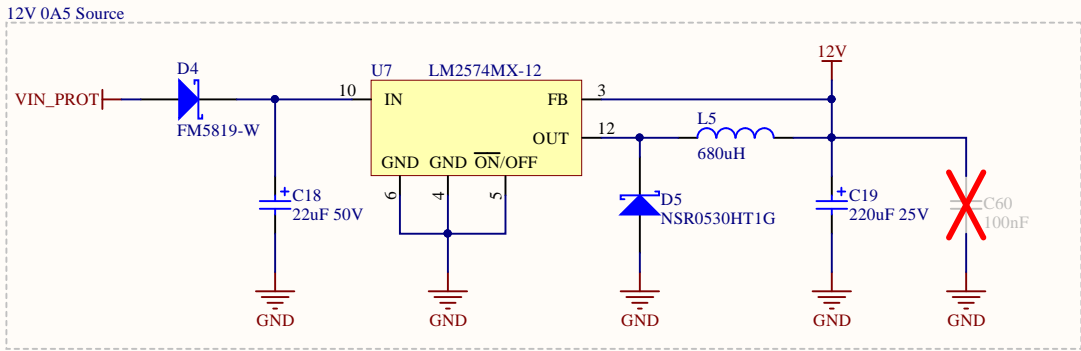 12V 0A5 Source
12V
D4
U7
LM2574MX-12
VIN_PROT
10
IN
FB
3
FM5819-W
OUT
12
L5
680uH
GND
GND
ON/OFF
6
4
5
C18
22uF 50V
D5
NSR0530HT1G
C19
220uF 25V
C60
100nF
GND
GND
GND
GND
GND